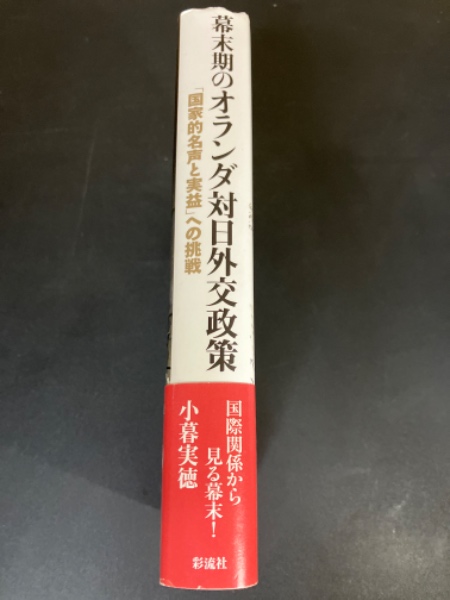 幕末期のオランダ対日外交政策
「国家的名声と実益」への挑戦
国際関係から
見る幕末！
小暮実徳
彩流社